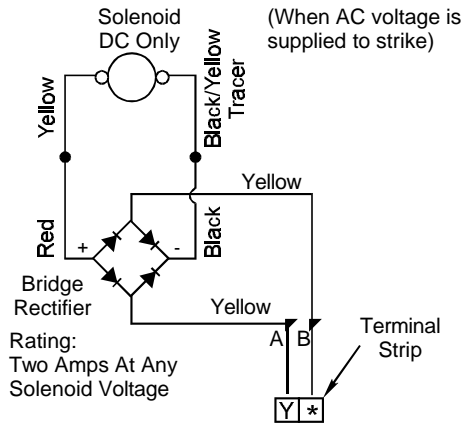 Solenoid
DC Only
(When AC voltage is
supplied to strike)
Yellow
Black/Yellow
Tracer
Yellow
Red
+
-
Black
Bridge
Rectifier
Yellow
Rating:
Two Amps At Any
Solenoid Voltage
A
B
Terminal
Strip
Y
*